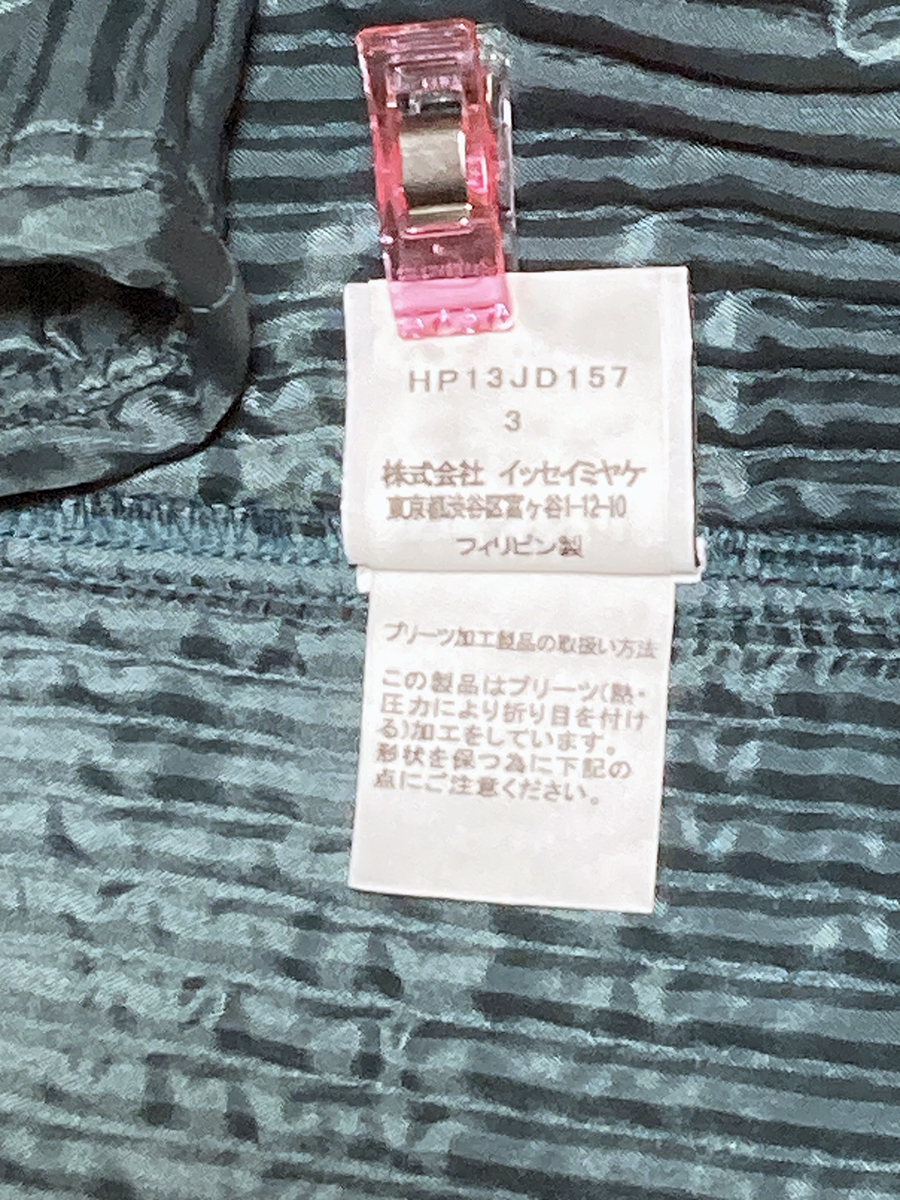 HP13JD157
3
株式会社 イッセイミヤケ
東京都渋谷区富ヶ谷1-12-10
フィリピン製
プリーツ加工製品の取扱い方法
この製品はプリーツ(熱・
圧力により折り目を付け
る)加工をしています。
形状を保つ為に下記の
点にご注意ください。